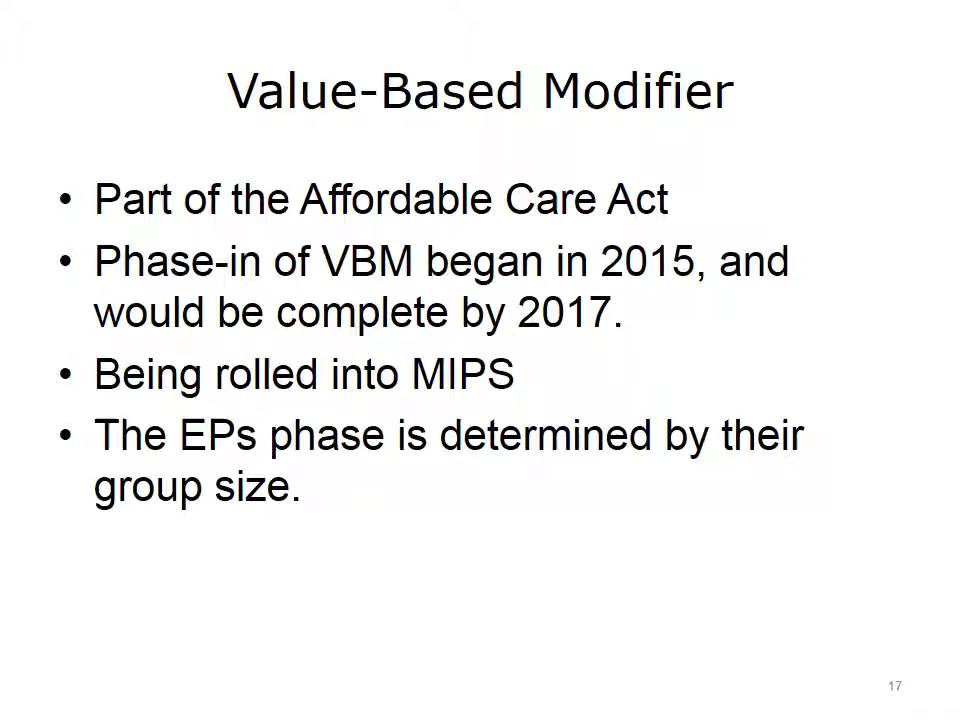 Value-Based Modifier
• Part of the Affordable Care Act
• Phase-in of VBM began in 2015, and
would be complete by 2017.
• Being rolled into MIPS
• The EPs phase is determined by their
group size.
17